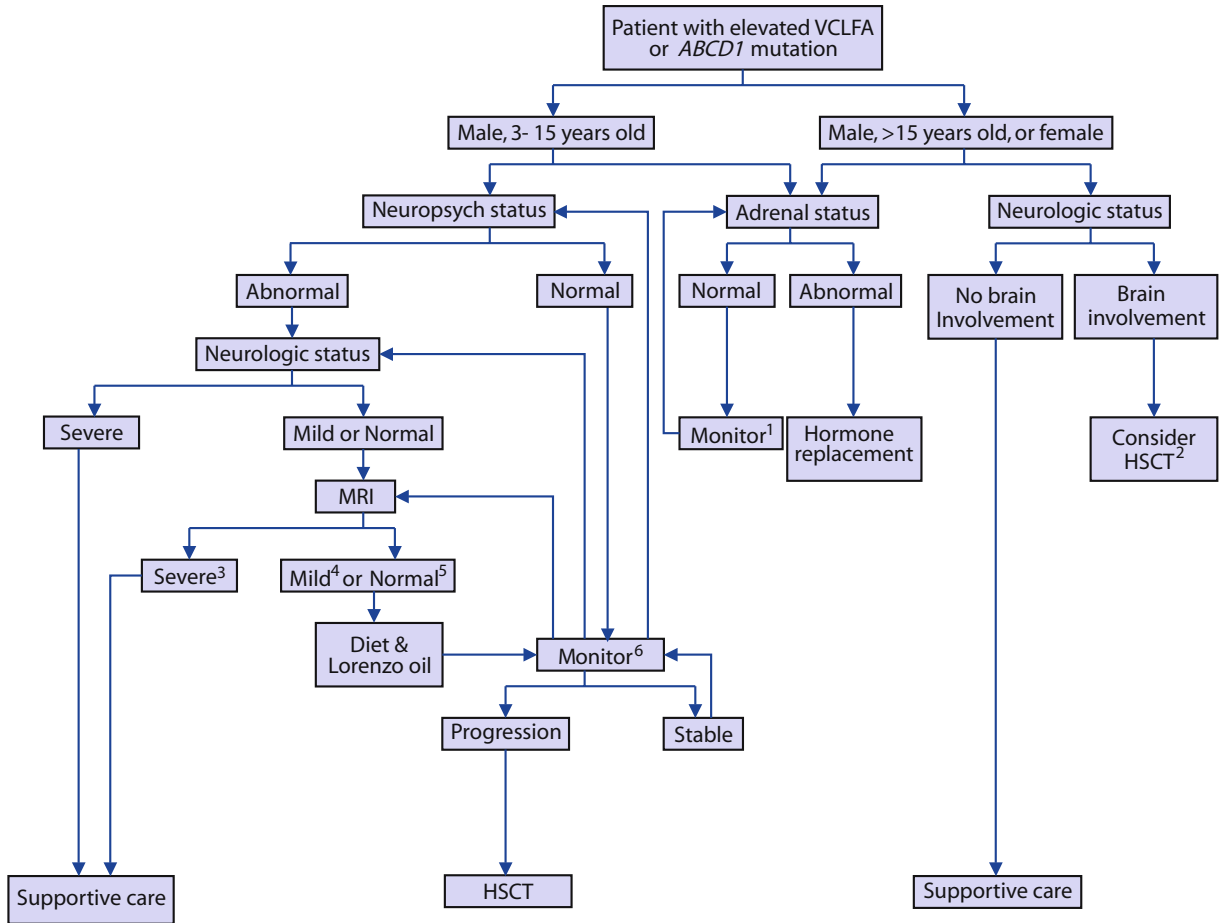 Patient with elevated VCLFA
or ABCD1 mutation
Male, 3- 15 years old
Male, >15 years old, or female
Neuropsych status
Adrenal status
Neurologic status
Abnormal
Normal
Normal
Abnormal
No brain
Involvement
Brain
involvement
Neurologic status
Severe
Mild or Normal
Monitor¹
Hormone
replacement
Consider
HSCT²
MRI
Severe³
Mild⁴ or Normal⁵
Diet &
Lorenzo oil
Monitor⁶
Progression
Stable
Supportive care
HSCT
Supportive care